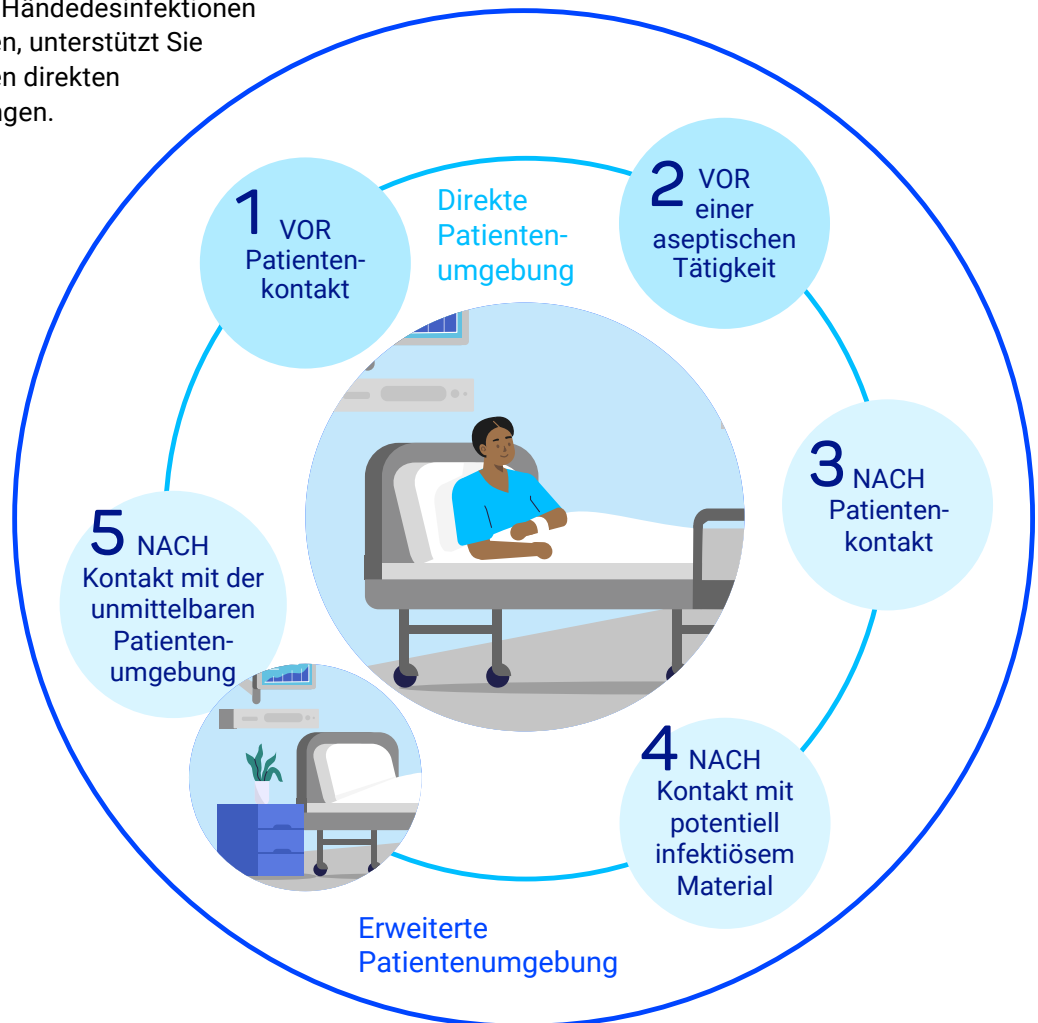 Händedesinfektionen
en, unterstützt Sie
en direkten
ngen.
1 VOR
Patienten-
kontakt
Direkte
Patienten-
umgebung
2 VOR
einer
aseptischen
Tätigkeit
3 NACH
Patienten-
kontakt
4 NACH
Kontakt mit
potentiell
infektiösem
Material
5 NACH
Kontakt mit der
unmittelbaren
Patienten-
umgebung
Erweiterte
Patientenumgebung